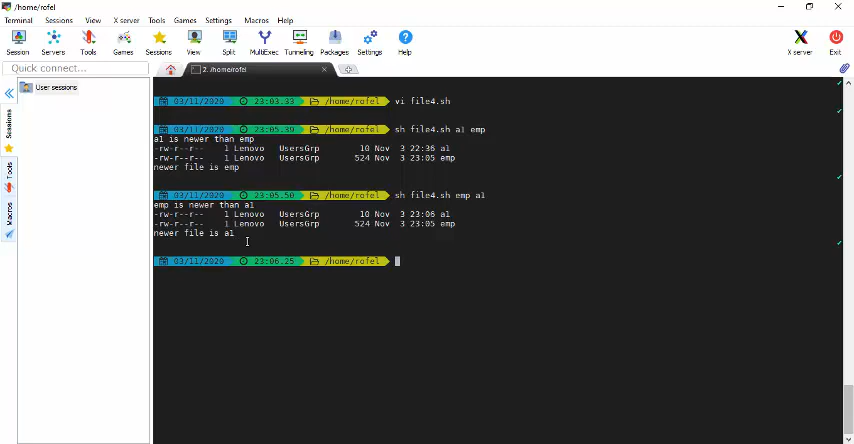 /home/rofel
Terminal Sessions View X server Tools Games Settings Macros Help
Session Servers Tools Games Sessions View Split MultiExec Tunneling Packages Settings Help X server Exit
Quick connect...
2. /home/rofel
User sessions
Sessions
Tools
Macros
03/11/2020 23:03.33 /home/rofel vi file4.sh
03/11/2020 23:05.39 /home/rofel sh file4.sh a1 emp
a1 is newer than emp
-rw-r--r-- 1 Lenovo UsersGrp 10 Nov 3 22:36 a1
-rw-r--r-- 1 Lenovo UsersGrp 524 Nov 3 23:05 emp
newer file is emp
03/11/2020 23:05.50 /home/rofel sh file4.sh emp a1
emp is newer than a1
-rw-r--r-- 1 Lenovo UsersGrp 10 Nov 3 23:06 a1
-rw-r--r-- 1 Lenovo UsersGrp 524 Nov 3 23:05 emp
newer file is a1
03/11/2020 23:06.25 /home/rofel